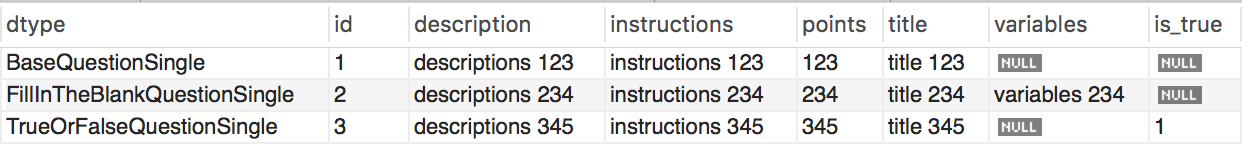 dtype id description instructions points title variables is_true
BaseQuestionSingle 1 descriptions 123 instructions 123 123 title 123 NULL NULL
FillInTheBlankQuestionSingle 2 descriptions 234 instructions 234 234 title 234 variables 234 NULL
TrueOrFalseQuestionSingle 3 descriptions 345 instructions 345 345 title 345 NULL 1